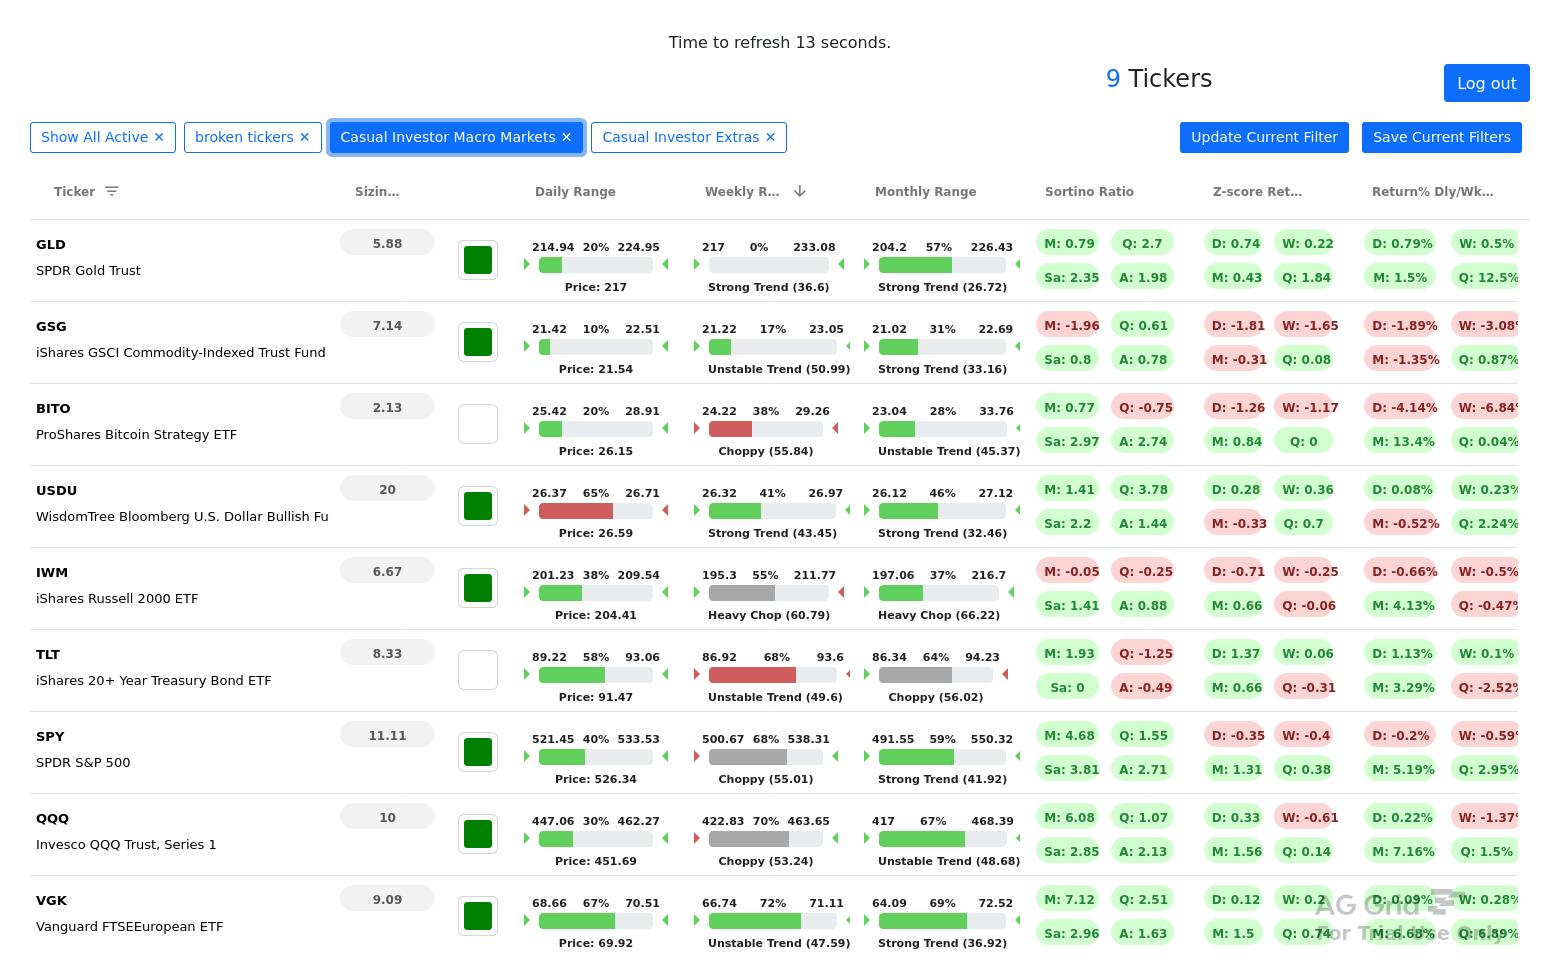 Time to refresh 13 seconds.
9 Tickers
Log out
Show All Active ✕ broken tickers ✕ Casual Investor Macro Markets ✕ Casual Investor Extras ✕ Update Current Filter Save Current Filters
Ticker Sizin… Daily Range Weekly R… Monthly Range Sortino Ratio Z-score Ret… Return% Dly/Wk…
GLD 5.88 214.94 20% 224.95 217 0% 233.08 204.2 57% 226.43 M: 0.79 Q: 2.7 D: 0.74 W: 0.22 D: 0.79% W: 0.5%
SPDR Gold Trust Price: 217 Strong Trend (36.6) Strong Trend (26.72) Sa: 2.35 A: 1.98 M: 0.43 Q: 1.84 M: 1.5% Q: 12.5%
GSG 7.14 21.42 10% 22.51 21.22 17% 23.05 21.02 31% 22.69 M: -1.96 Q: 0.61 D: -1.81 W: -1.65 D: -1.89% W: -3.08%
iShares GSCI Commodity-Indexed Trust Fund Price: 21.54 Unstable Trend (50.99) Strong Trend (33.16) Sa: 0.8 A: 0.78 M: -0.31 Q: 0.08 M: -1.35% Q: 0.87%
BITO 2.13 25.42 20% 28.91 24.22 38% 29.26 23.04 28% 33.76 M: 0.77 Q: -0.75 D: -1.26 W: -1.17 D: -4.14% W: -6.84%
ProShares Bitcoin Strategy ETF Price: 26.15 Choppy (55.84) Unstable Trend (45.37) Sa: 2.97 A: 2.74 M: 0.84 Q: 0 M: 13.4% Q: 0.04%
USDU 20 26.37 65% 26.71 26.32 41% 26.97 26.12 46% 27.12 M: 1.41 Q: 3.78 D: 0.28 W: 0.36 D: 0.08% W: 0.23%
WisdomTree Bloomberg U.S. Dollar Bullish Fu Price: 26.59 Strong Trend (43.45) Strong Trend (32.46) Sa: 2.2 A: 1.44 M: -0.33 Q: 0.7 M: -0.52% Q: 2.24%
IWM 6.67 201.23 38% 209.54 195.3 55% 211.77 197.06 37% 216.7 M: -0.05 Q: -0.25 D: -0.71 W: -0.25 D: -0.66% W: -0.5%
iShares Russell 2000 ETF Price: 204.41 Heavy Chop (60.79) Heavy Chop (66.22) Sa: 1.41 A: 0.88 M: 0.66 Q: -0.06 M: 4.13% Q: -0.47%
TLT 8.33 89.22 58% 93.06 86.92 68% 93.6 86.34 64% 94.23 M: 1.93 Q: -1.25 D: 1.37 W: 0.06 D: 1.13% W: 0.1%
iShares 20+ Year Treasury Bond ETF Price: 91.47 Unstable Trend (49.6) Choppy (56.02) Sa: 0 A: -0.49 M: 0.66 Q: -0.31 M: 3.29% Q: -2.52%
SPY 11.11 521.45 40% 533.53 500.67 68% 538.31 491.55 59% 550.32 M: 4.68 Q: 1.55 D: -0.35 W: -0.4 D: -0.2% W: -0.59%
SPDR S&P 500 Price: 526.34 Choppy (55.01) Strong Trend (41.92) Sa: 3.81 A: 2.71 M: 1.31 Q: 0.38 M: 5.19% Q: 2.95%
QQQ 10 447.06 30% 462.27 422.83 70% 463.65 417 67% 468.39 M: 6.08 Q: 1.07 D: 0.33 W: -0.61 D: 0.22% W: -1.37%
Invesco QQQ Trust, Series 1 Price: 451.69 Choppy (53.24) Unstable Trend (48.68) Sa: 2.85 A: 2.13 M: 1.56 Q: 0.14 M: 7.16% Q: 1.5%
VGK 9.09 68.66 67% 70.51 66.74 72% 71.11 64.09 69% 72.52 M: 7.12 Q: 2.51 D: 0.12 W: 0.2 D: 0.09% W: 0.28%
Vanguard FTSEEuropean ETF Price: 69.92 Unstable Trend (47.59) Strong Trend (36.92) Sa: 2.96 A: 1.63 M: 1.5 Q: 0.74 M: 6.68% Q: 6.89%
AG Grid
For Trial Use Only